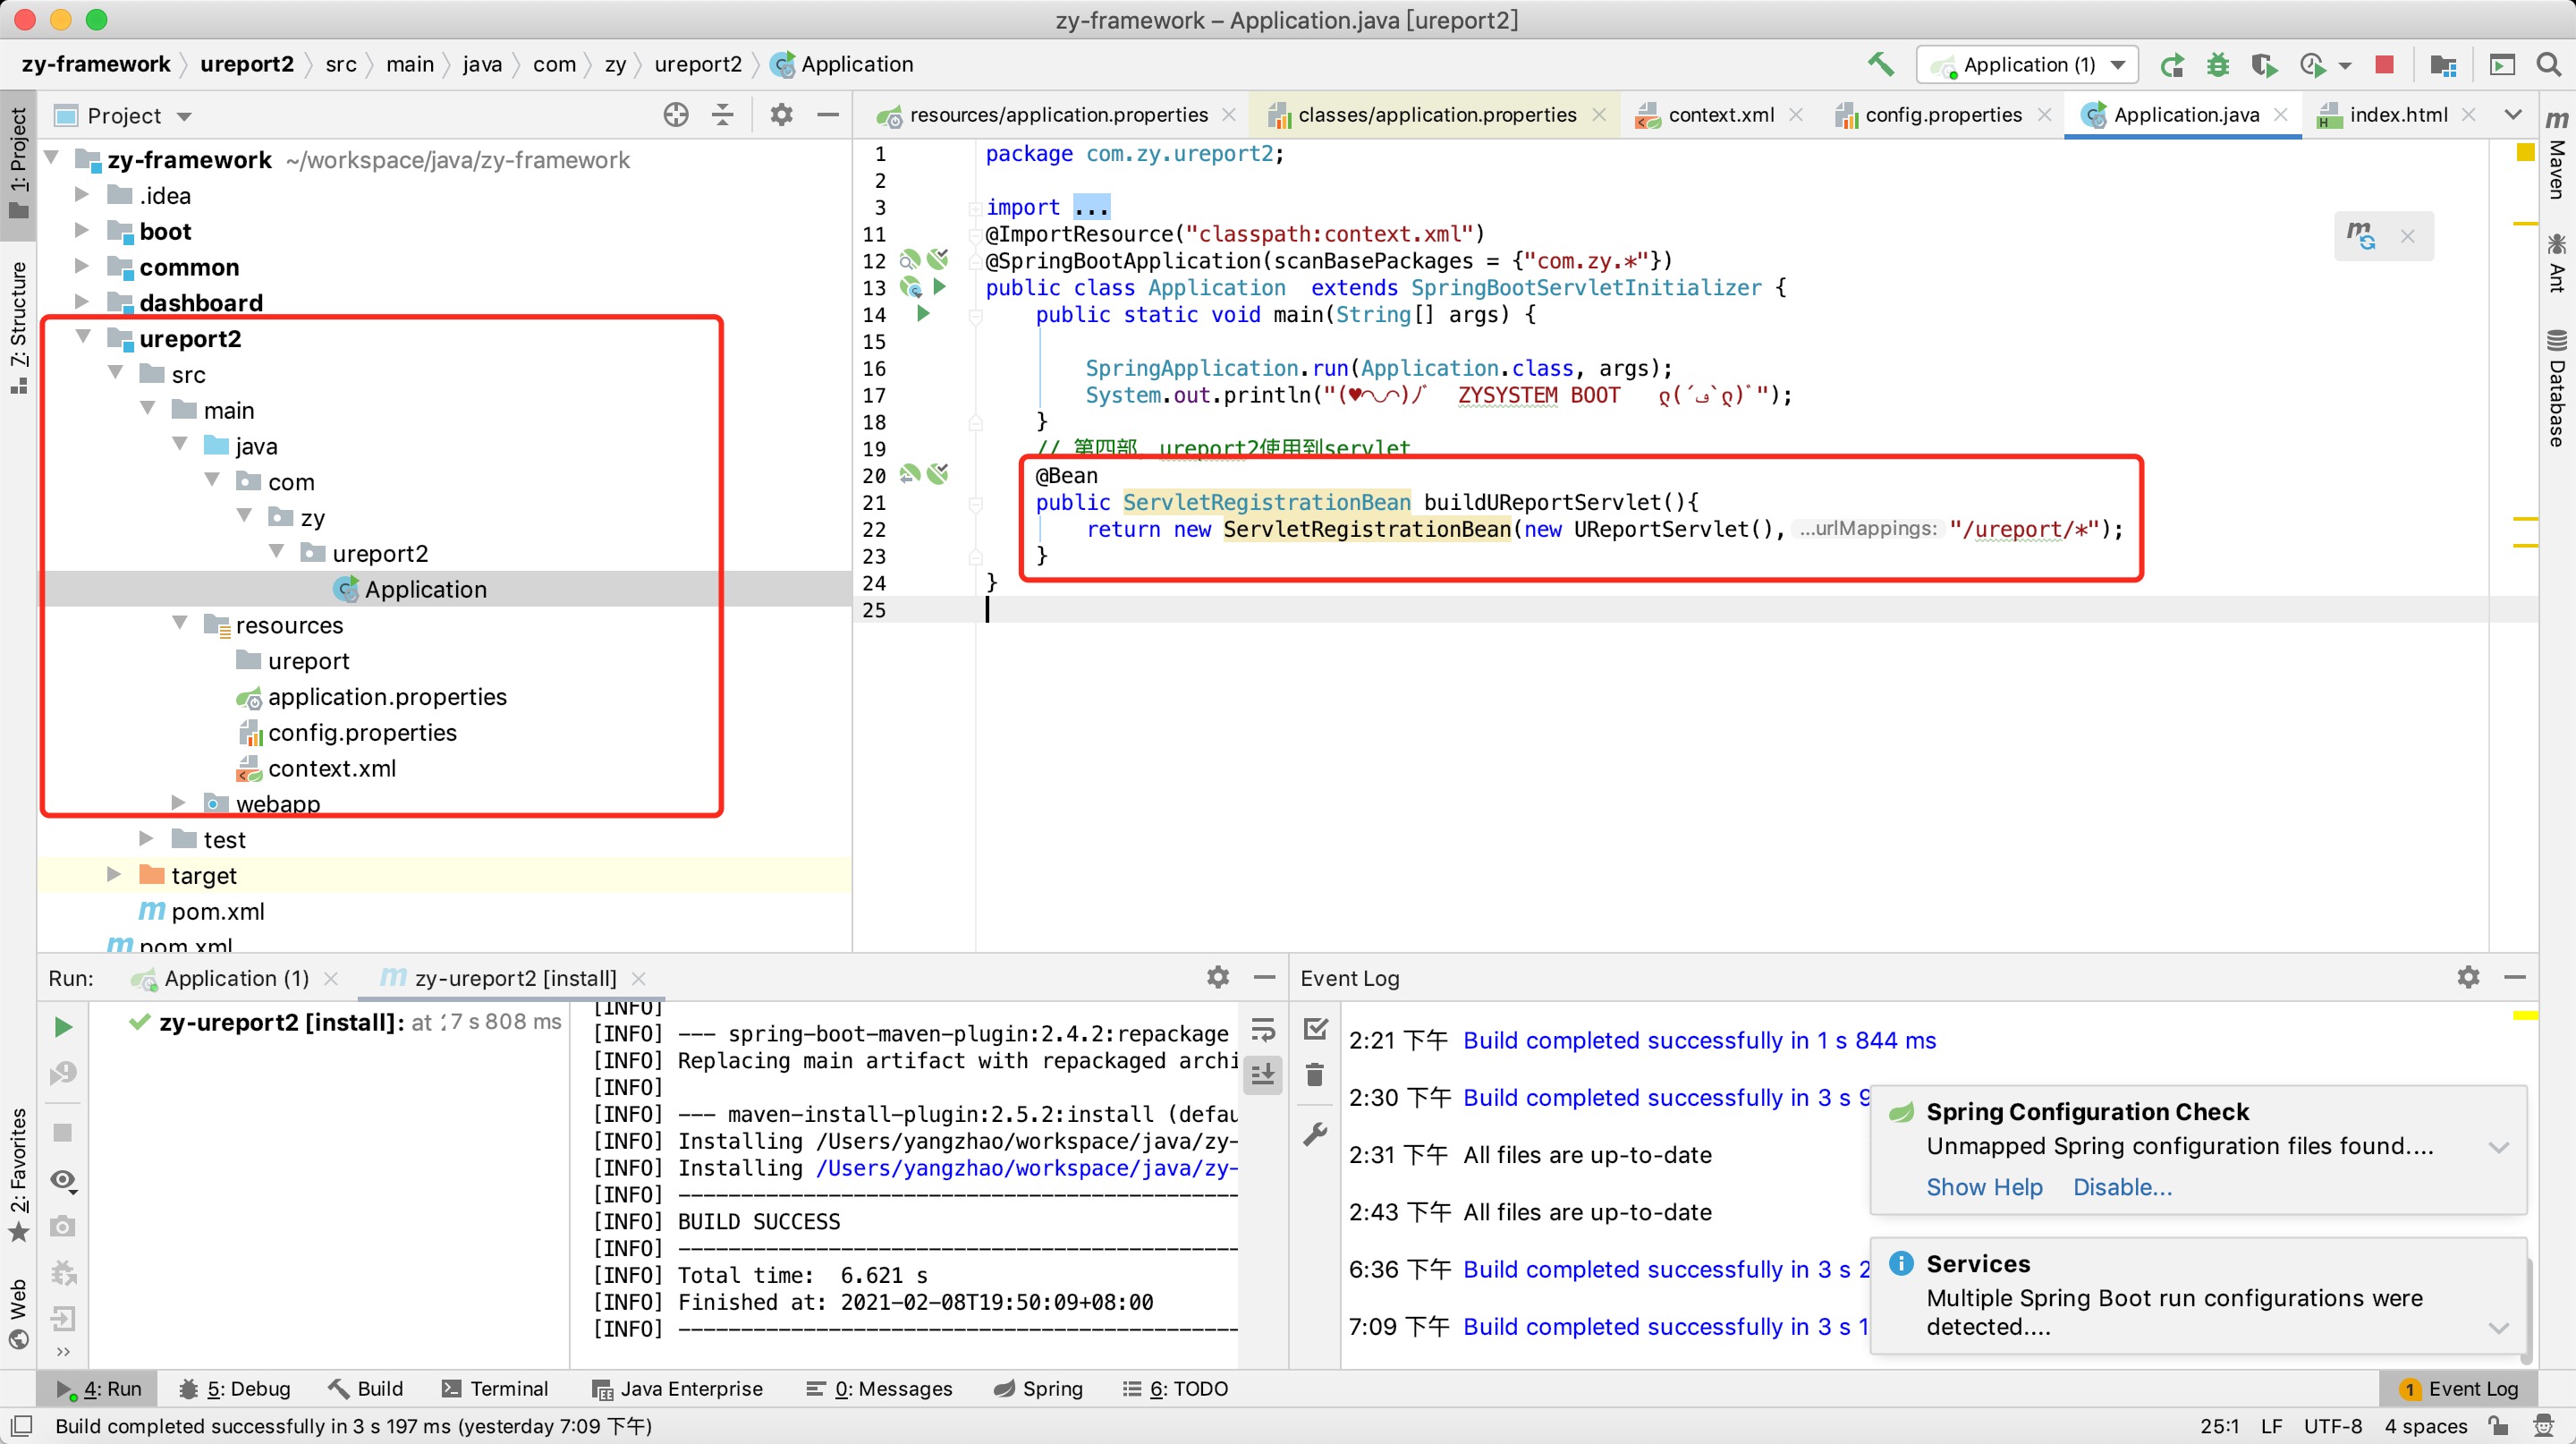 zy-framework – Application.java [ureport2]
zy-framework ureport2 src main java com zy ureport2 Application
Application (1)
1: Project
Z: Structure
2: Favorites
Web
Project
zy-framework ~/workspace/java/zy-framework
.idea
boot
common
dashboard
ureport2
src
main
java
com
zy
ureport2
Application
resources
ureport
application.properties
config.properties
context.xml
webapp
test
target
pom.xml
pom.xml
resources/application.properties classes/application.properties context.xml config.properties Application.java index.html
1 package com.zy.ureport2;
2
3 import ...
11 @ImportResource("classpath:context.xml")
12 @SpringBootApplication(scanBasePackages = {"com.zy.*"})
13 public class Application  extends SpringBootServletInitializer {
14 public static void main(String[] args) {
15
16 SpringApplication.run(Application.class, args);
17 System.out.println("(♥◠‿◠)ノ゙  ZYSYSTEM BOOT   ლ(´ڡ`ლ)゙");
18 }
19 // 第四部、ureport2使用到servlet
20 @Bean
21 public ServletRegistrationBean buildUReportServlet(){
22 return new ServletRegistrationBean(new UReportServlet(), ...urlMappings: "/ureport/*");
23 }
24 }
25
Maven
Ant
Database
Run: Application (1) zy-ureport2 [install]
zy-ureport2 [install]: at 7 s 808 ms
[INFO]
[INFO] --- spring-boot-maven-plugin:2.4.2:repackage
[INFO] Replacing main artifact with repackaged archi
[INFO]
[INFO] --- maven-install-plugin:2.5.2:install (defau
[INFO] Installing /Users/yangzhao/workspace/java/zy-
[INFO] Installing /Users/yangzhao/workspace/java/zy-
[INFO] ------------------------------------------------
[INFO] BUILD SUCCESS
[INFO] ------------------------------------------------
[INFO] Total time:  6.621 s
[INFO] Finished at: 2021-02-08T19:50:09+08:00
[INFO] ------------------------------------------------
Event Log
2:21 下午 Build completed successfully in 1 s 844 ms
2:30 下午 Build completed successfully in 3 s 9
2:31 下午 All files are up-to-date
2:43 下午 All files are up-to-date
6:36 下午 Build completed successfully in 3 s 2
7:09 下午 Build completed successfully in 3 s 1
Spring Configuration Check
Unmapped Spring configuration files found....
Show Help Disable...
Services
Multiple Spring Boot run configurations were
detected....
4: Run 5: Debug Build Terminal Java Enterprise 0: Messages Spring 6: TODO 1 Event Log
Build completed successfully in 3 s 197 ms (yesterday 7:09 下午) 25:1 LF UTF-8 4 spaces